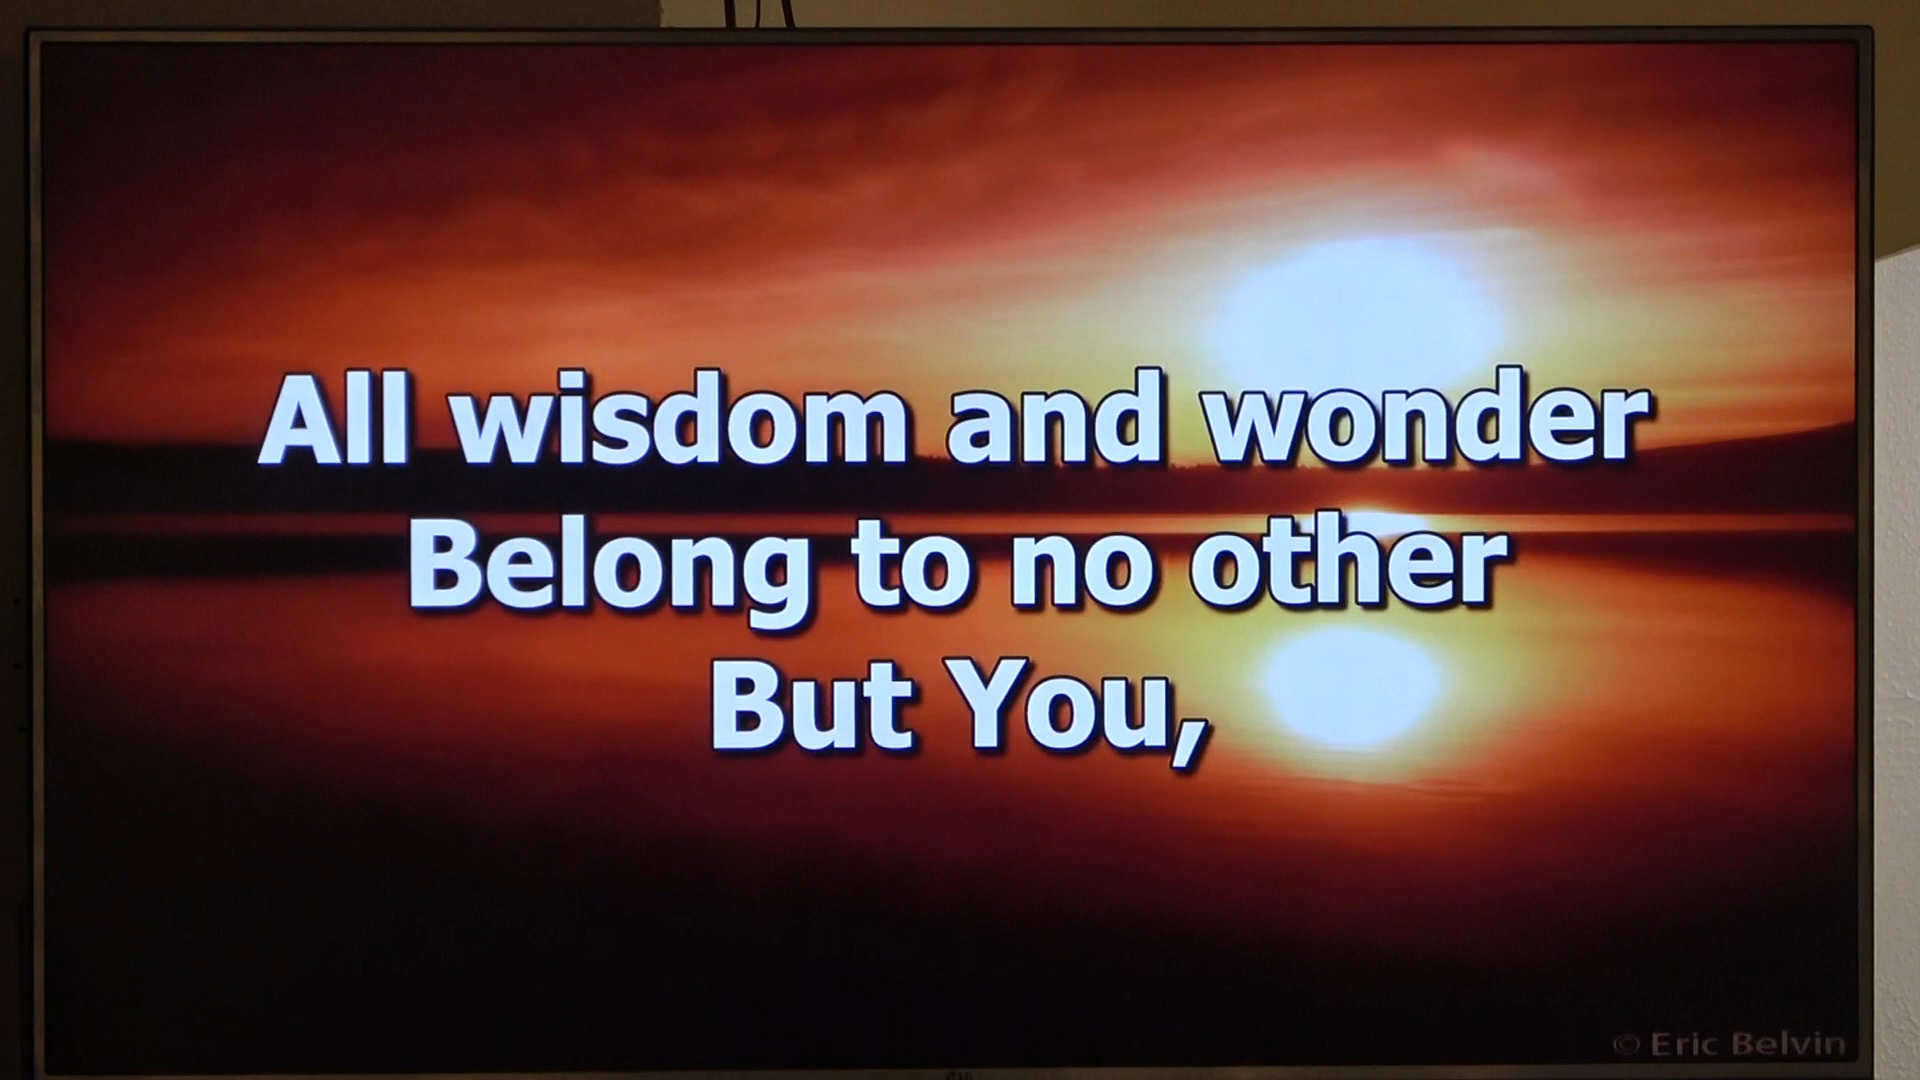 All wisdom and wonder
Belong to no other
But You,
© Eric Belvin